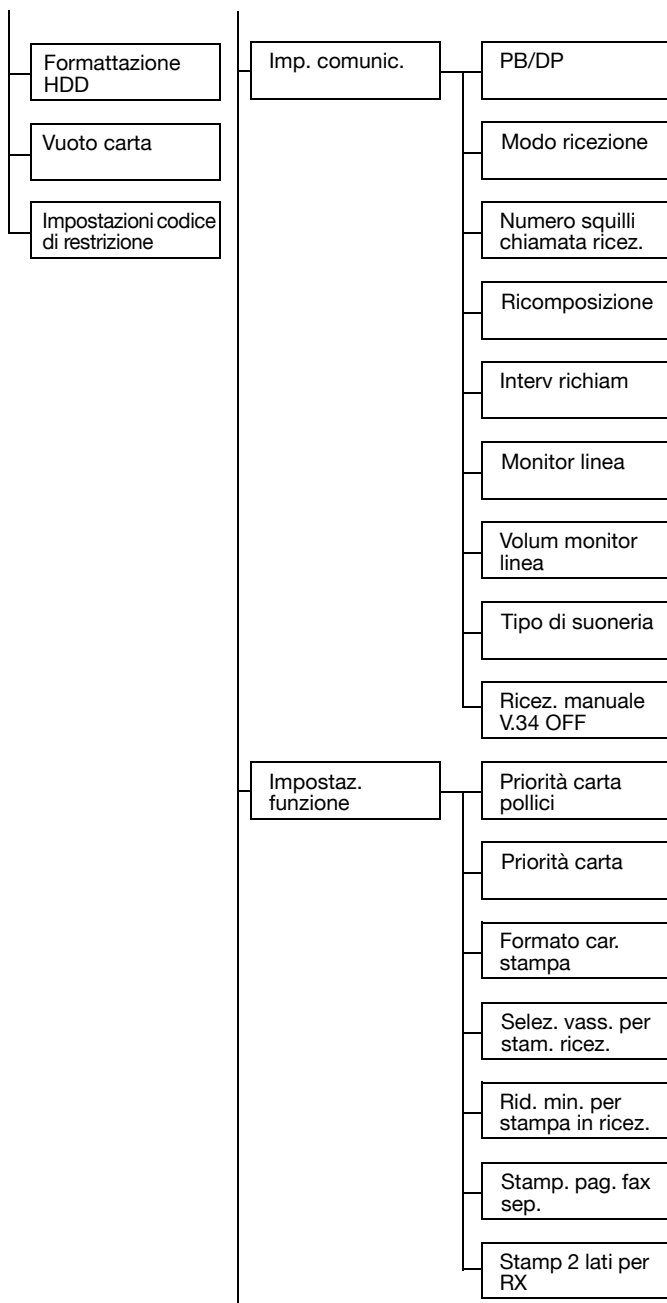 Formattazione
HDD
Vuoto carta
Impostazioni codice
di restrizione
Imp. comunic.
PB/DP
Modo ricezione
Numero squilli
chiamata ricez.
Ricomposizione
Interv richiam
Monitor linea
Volum monitor
linea
Tipo di suoneria
Ricez. manuale
V.34 OFF
Impostaz.
funzione
Priorità carta
pollici
Priorità carta
Formato car.
stampa
Selez. vass. per
stam. ricez.
Rid. min. per
stampa in ricez.
Stamp. pag. fax
sep.
Stamp 2 lati per
RX